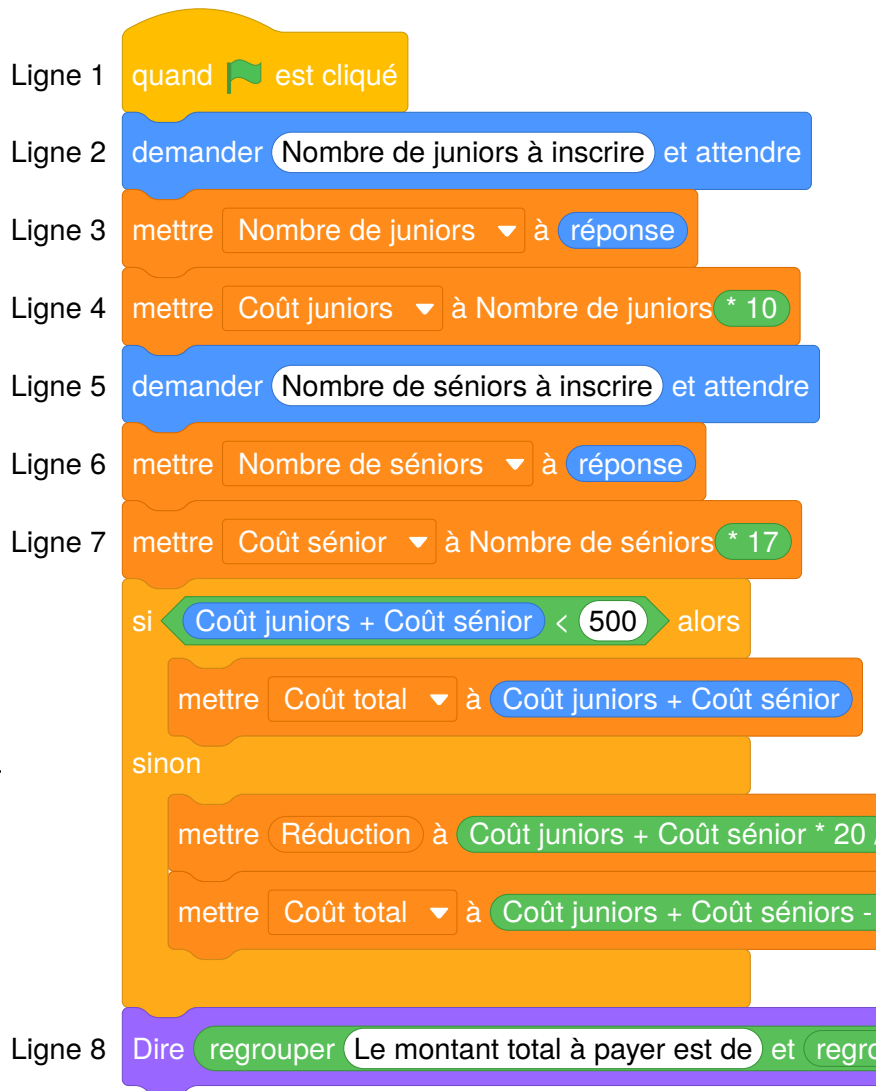 Ligne 1 quand est cliqué
Ligne 2 demander Nombre de juniors à inscrire et attendre
Ligne 3 mettre Nombre de juniors à réponse
Ligne 4 mettre Coût juniors à Nombre de juniors * 10
Ligne 5 demander Nombre de séniors à inscrire et attendre
Ligne 6 mettre Nombre de séniors à réponse
Ligne 7 mettre Coût sénior à Nombre de séniors * 17
si Coût juniors + Coût sénior < 500 alors
mettre Coût total à Coût juniors + Coût sénior
sinon
mettre Réduction à Coût juniors + Coût sénior * 20
mettre Coût total à Coût juniors + Coût séniors -
Ligne 8 Dire regrouper Le montant total à payer est de et